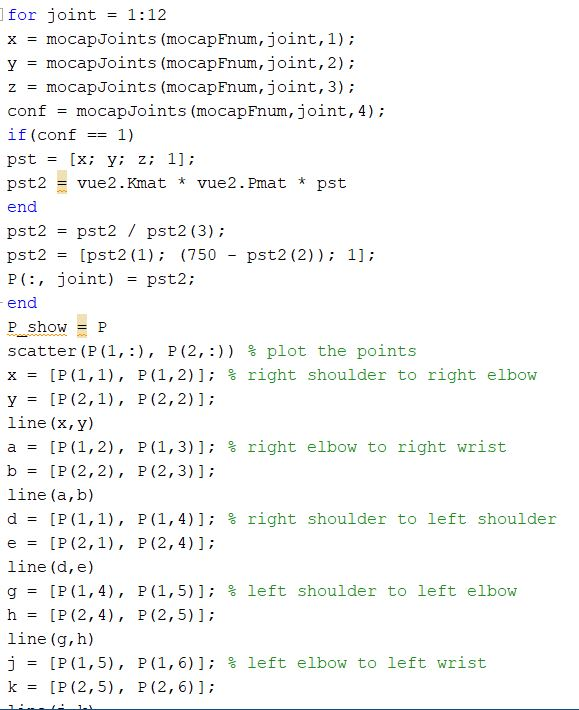 for joint = 1:12
x = mocapJoints(mocapFnum,joint,1);
y = mocapJoints(mocapFnum,joint,2);
z = mocapJoints(mocapFnum,joint,3);
conf = mocapJoints(mocapFnum,joint,4);
if(conf == 1)
pst = [x; y; z; 1];
pst2 = vue2.Kmat * vue2.Pmat * pst
end
pst2 = pst2 / pst2(3);
pst2 = [pst2(1); (750 - pst2(2)); 1];
P(:, joint) = pst2;
end
P_show = P
scatter(P(1,:), P(2,:)) % plot the points
x = [P(1,1), P(1,2)]; % right shoulder to right elbow
y = [P(2,1), P(2,2)];
line(x,y)
a = [P(1,2), P(1,3)]; % right elbow to right wrist
b = [P(2,2), P(2,3)];
line(a,b)
d = [P(1,1), P(1,4)]; % right shoulder to left shoulder
e = [P(2,1), P(2,4)];
line(d,e)
g = [P(1,4), P(1,5)]; % left shoulder to left elbow
h = [P(2,4), P(2,5)];
line(g,h)
j = [P(1,5), P(1,6)]; % left elbow to left wrist
k = [P(2,5), P(2,6)];